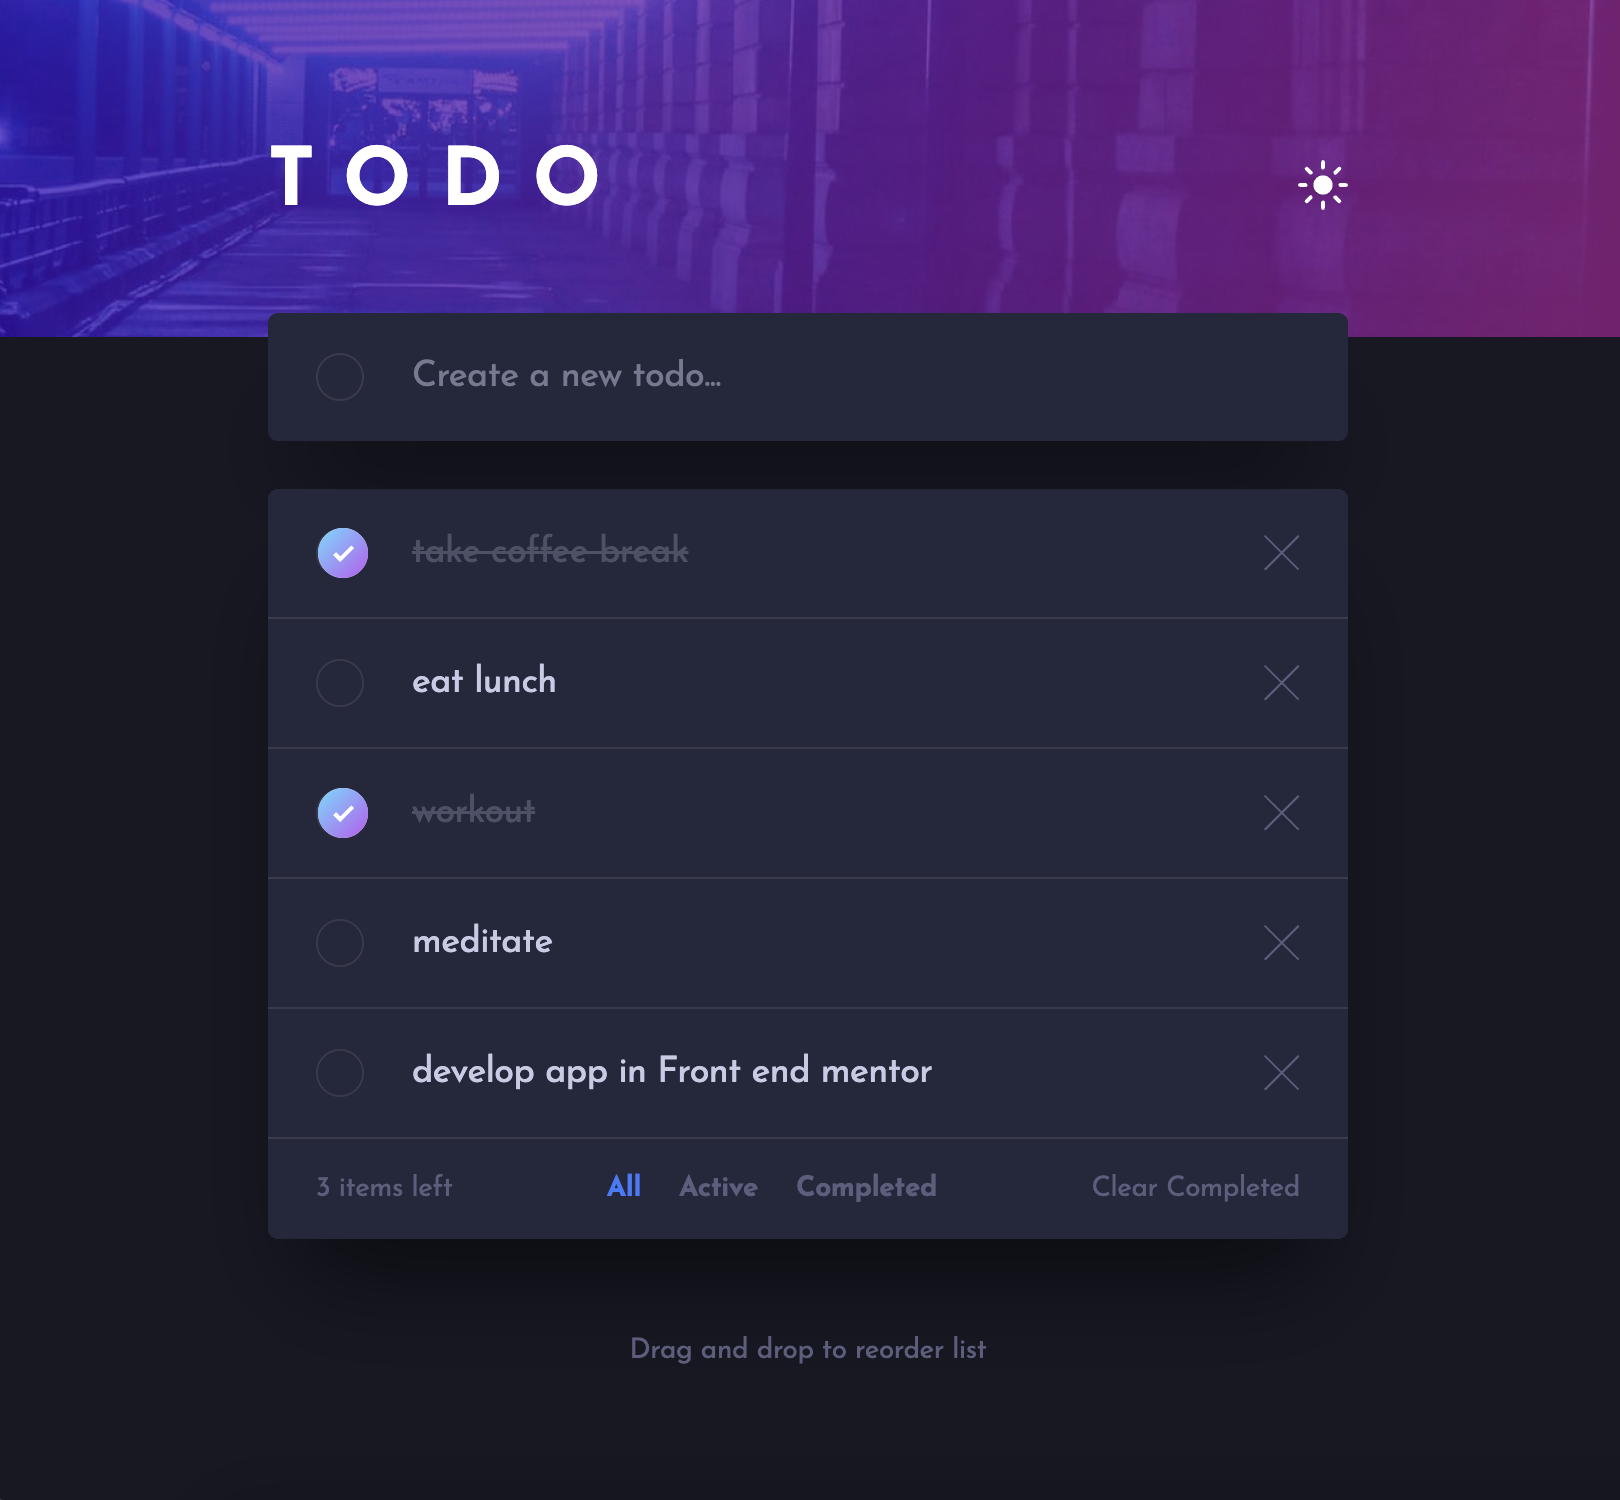 TODO
Create a new todo...
take coffee break
eat lunch
workout
meditate
develop app in Front end mentor
3 items left All Active Completed Clear Completed
Drag and drop to reorder list